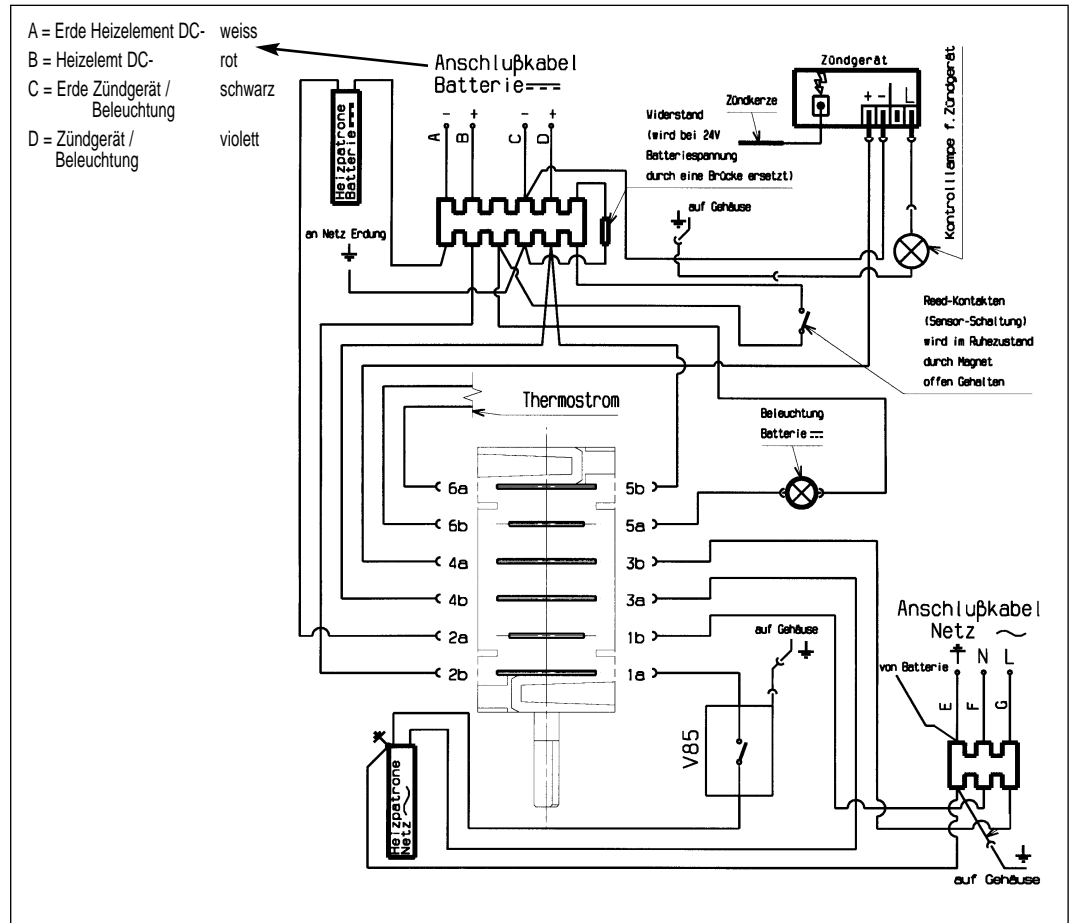 A = Erde Heizelement DC- weiss
B = Heizelemt DC- rot
C = Erde Zündgerät / schwarz
Beleuchtung
D = Zündgerät / violett
Beleuchtung
Anschlußkabel
Batterie
A - B + C - D +
Heizpatrone
Batterie
an Netz Erdung
Widerstand
(wird bei 24V
Batteriespannung
durch eine Brücke ersetzt)
Zündkerze
Zündgerät
+ - L
auf Gehäuse
Kontrolllampe f. Zündgerät
Reed-Kontakten
(Sensor-Schaltung)
wird im Ruhezustand
durch Magnet
offen Gehalten
Thermostrom
Beleuchtung
Batterie
6a 5b
6b 5a
4a 3b
4b 3a
2a 1b
2b 1a
auf Gehäuse
V85
Heizpatrone
Netz ~
Anschlußkabel
Netz ~
von Batterie
N L
E F G
auf Gehäuse